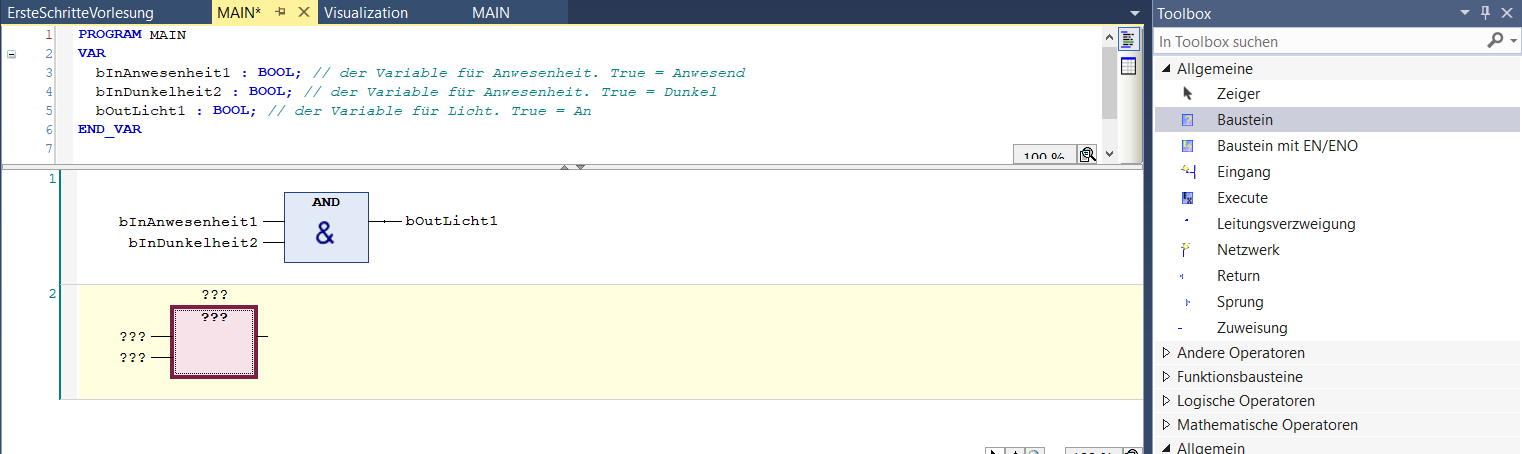 ErsteSchritteVorlesung MAIN* Visualization MAIN
1 PROGRAM MAIN
2 VAR
3 bInAnwesenheit1 : BOOL; // der Variable für Anwesenheit. True = Anwesend
4 bInDunkelheit2 : BOOL; // der Variable für Anwesenheit. True = Dunkel
5 bOutLicht1 : BOOL; // der Variable für Licht. True = An
6 END_VAR
7
100 %
1
AND
&
bInAnwesenheit1
bInDunkelheit2
bOutLicht1
2
???
???
???
???
Toolbox
In Toolbox suchen
Allgemeine
Zeiger
Baustein
Baustein mit EN/ENO
Eingang
Execute
Leitungsverzweigung
Netzwerk
Return
Sprung
Zuweisung
Andere Operatoren
Funktionsbausteine
Logische Operatoren
Mathematische Operatoren
Allgemein